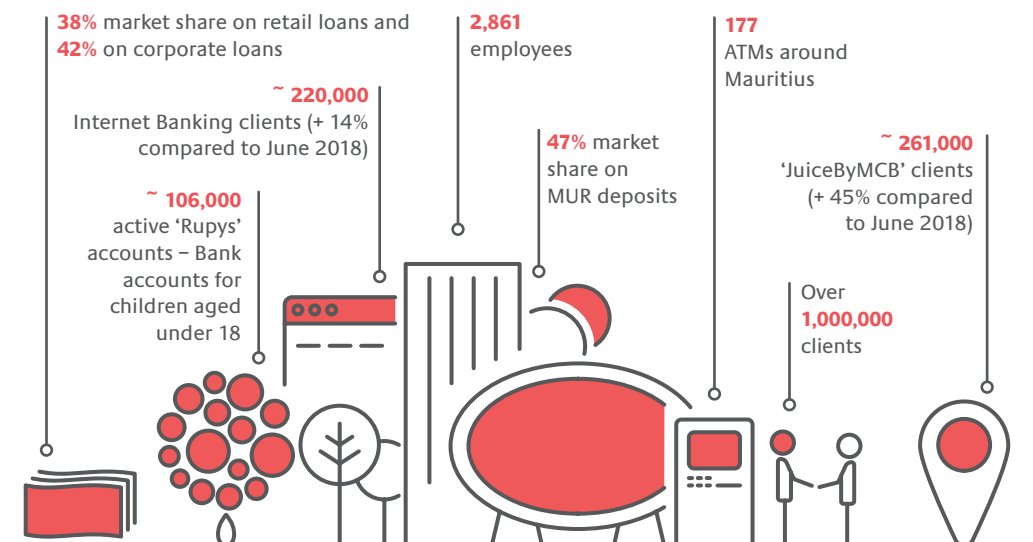 38% market share on retail loans and
42% on corporate loans
~ 220,000
Internet Banking clients (+ 14%
compared to June 2018)
~ 106,000
active ‘Rupys’
accounts – Bank
accounts for
children aged
under 18
2,861
employees
47% market
share on
MUR deposits
177
ATMs around
Mauritius
Over
1,000,000
clients
~ 261,000
‘JuiceByMCB’ clients
(+ 45% compared
to June 2018)